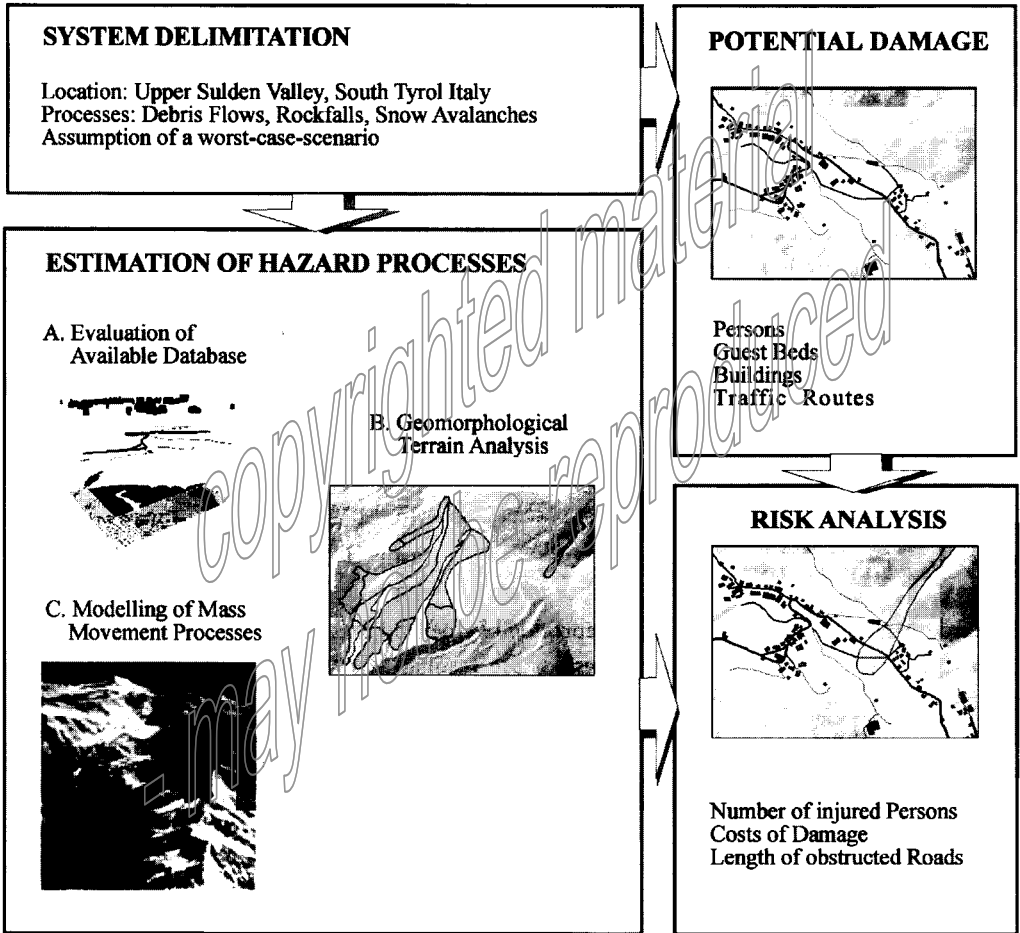 SYSTEM DELIMITATION
Location: Upper Sulden Valley, South Tyrol Italy
Processes: Debris Flows, Rockfalls, Snow Avalanches
Assumption of a worst-case-scenario
POTENTIAL DAMAGE
Persons
Guest Beds
Buildings
Traffic Routes
ESTIMATION OF HAZARD PROCESSES
A. Evaluation of
Available Database
B. Geomorphological
Terrain Analysis
C. Modelling of Mass
Movement Processes
RISK ANALYSIS
Number of injured Persons
Costs of Damage
Length of obstructed Roads
copyrighted material
- may not be reproduced